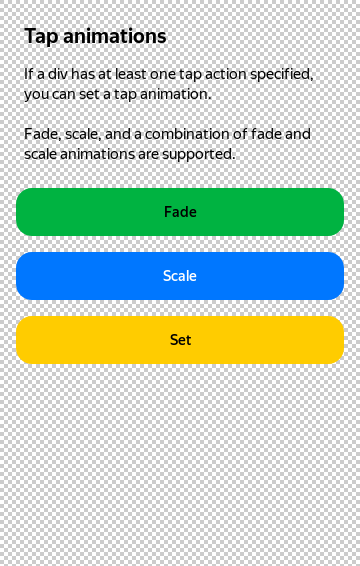 Tap animations
If a div has at least one tap action specified,
you can set a tap animation.
Fade, scale, and a combination of fade and
scale animations are supported.
Fade
Scale
Set